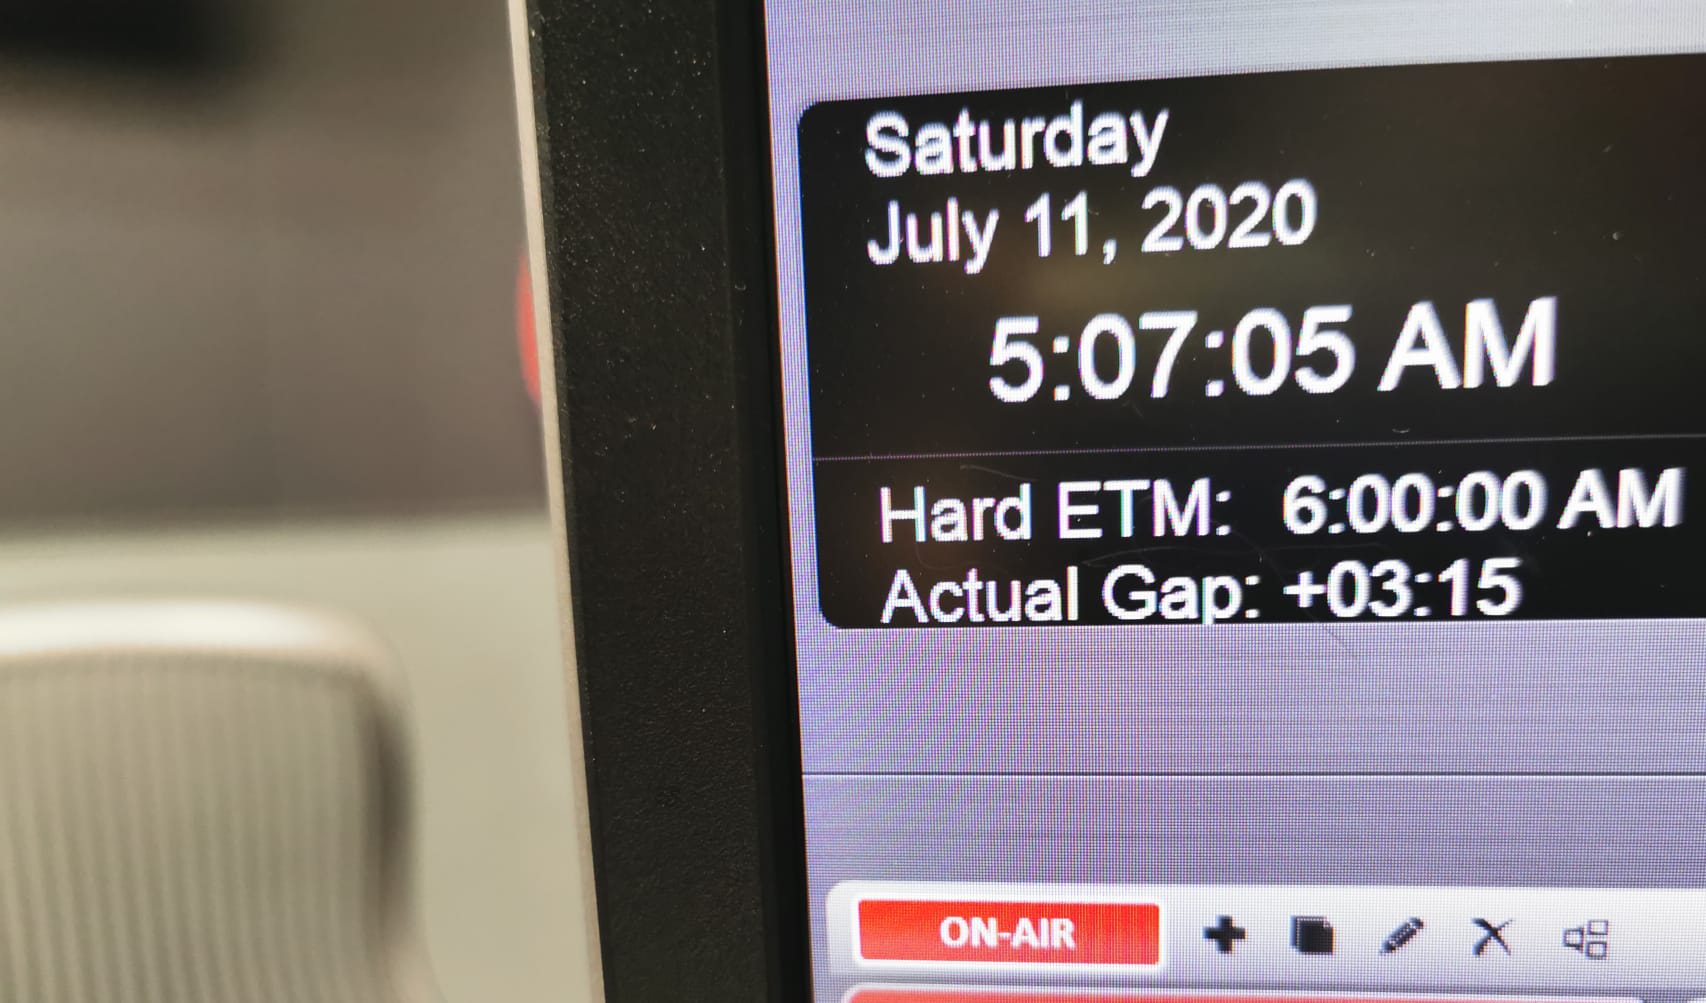 Saturday
July 11, 2020
5:07:05 AM
Hard ETM: 6:00:00 AM
Actual Gap: +03:15
ON-AIR